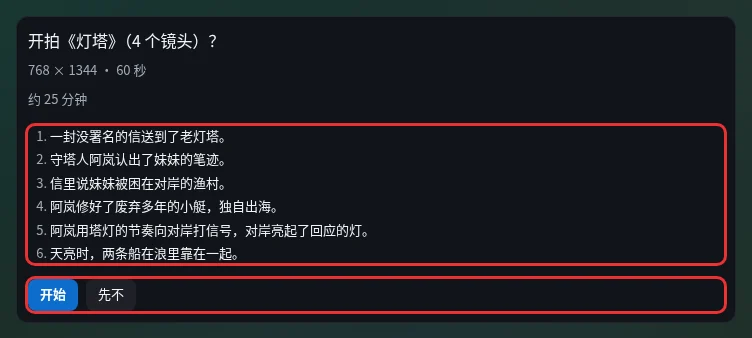 开拍《灯塔》（4 个镜头）？
768 × 1344 · 60 秒
约 25 分钟
1. 一封没署名的信送到了老灯塔。
2. 守塔人阿岚认出了妹妹的笔迹。
3. 信里说妹妹被困在对岸的渔村。
4. 阿岚修好了废弃多年的小艇，独自出海。
5. 阿岚用塔灯的节奏向对岸打信号，对岸亮起了回应的灯。
6. 天亮时，两条船在浪里靠在一起。
开始 先不